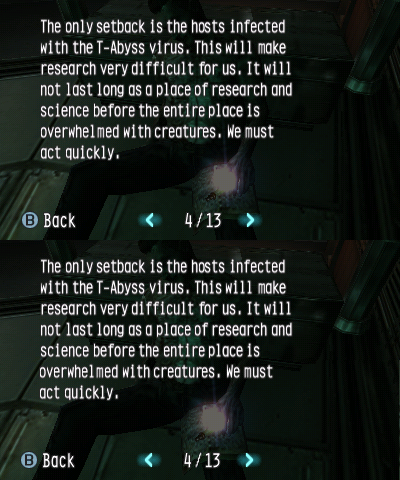 The only setback is the hosts infected
with the T-Abyss virus. This will make
research very difficult for us. It will
not last long as a place of research and
science before the entire place is
overwhelmed with creatures. We must
act quickly.
B Back
4/13
The only setback is the hosts infected
with the T-Abyss virus. This will make
research very difficult for us. It will
not last long as a place of research and
science before the entire place is
overwhelmed with creatures. We must
act quickly.
B Back
4/13